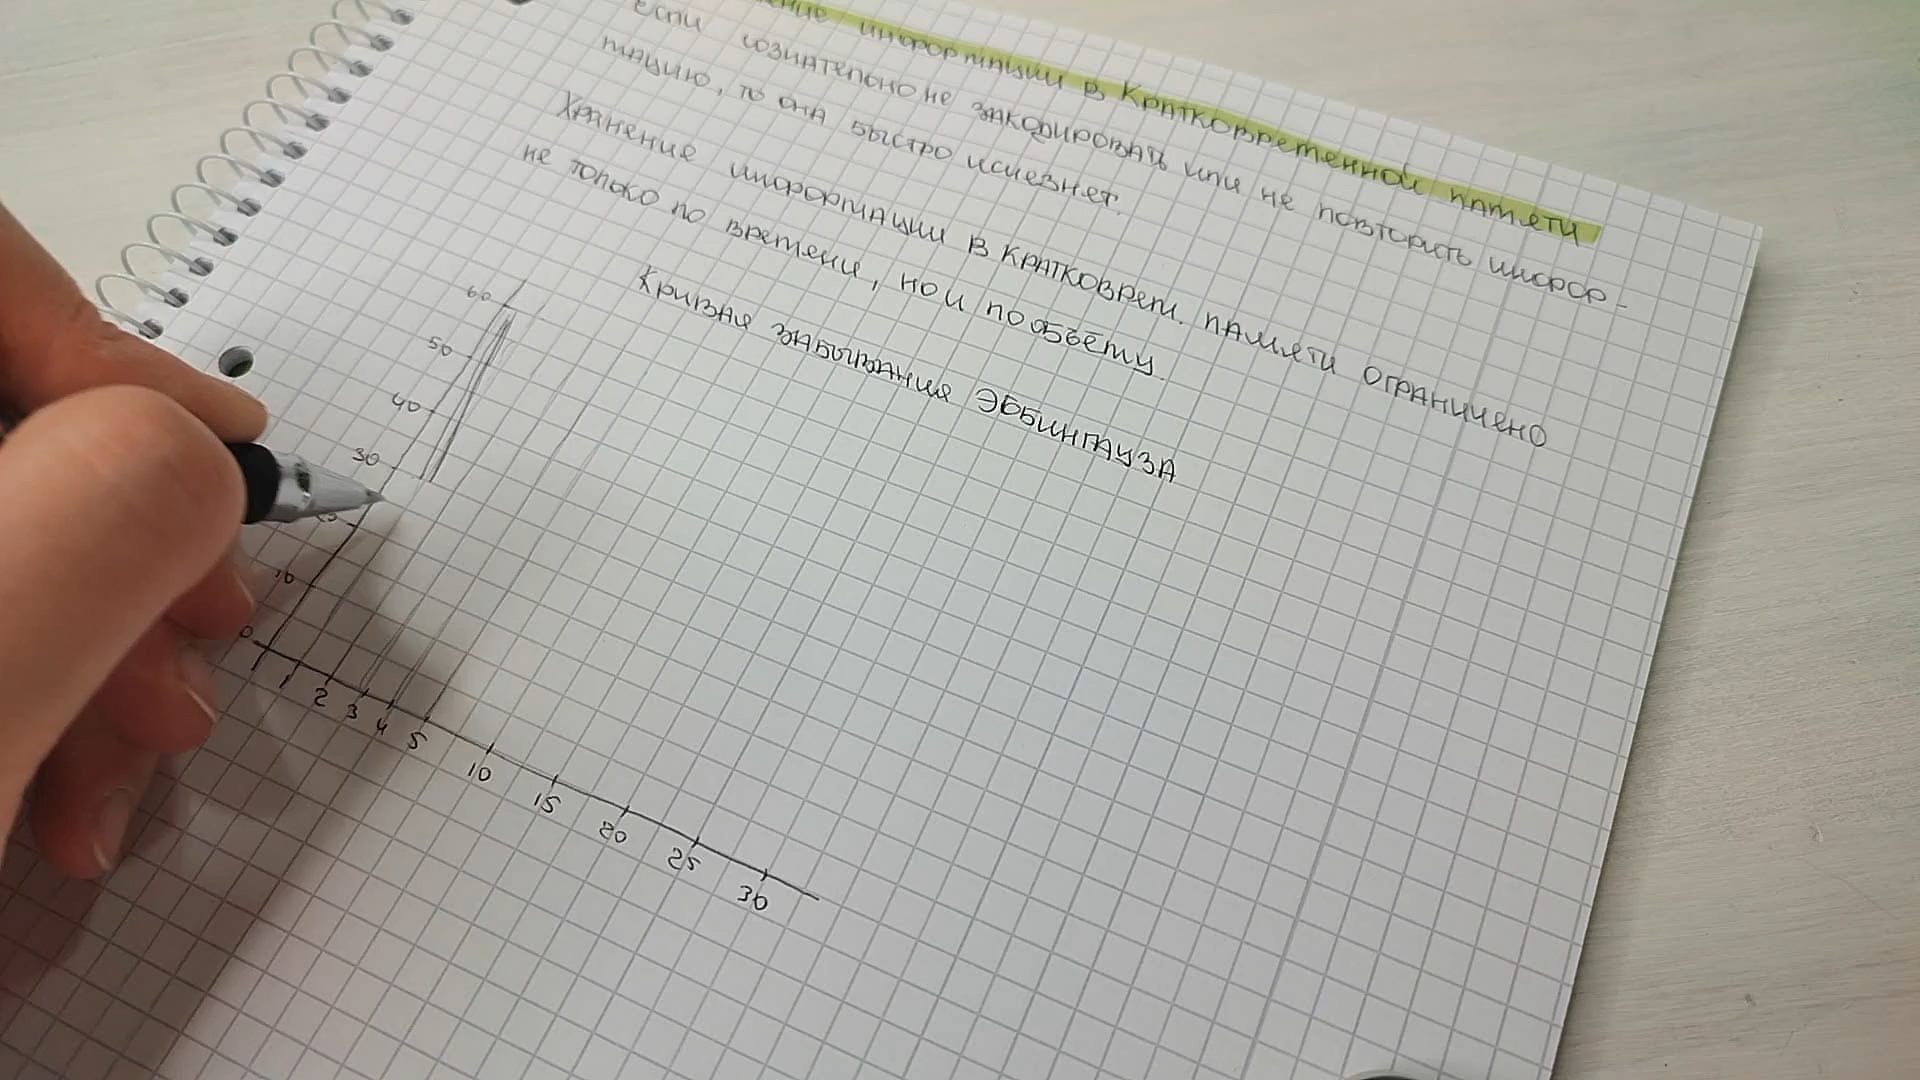 информации в кратковременной памяти
если сознательно не закодировать или не повторить инфор-
мацию, то она быстро исчезнет.
Хранение информации в кратковрем. памяти ограничено
не только по времени, но и по объёму.
Кривая забывания Эббингауза
60
50
40
30
10
0
1 2 3 4 5 10 15 20 25 30